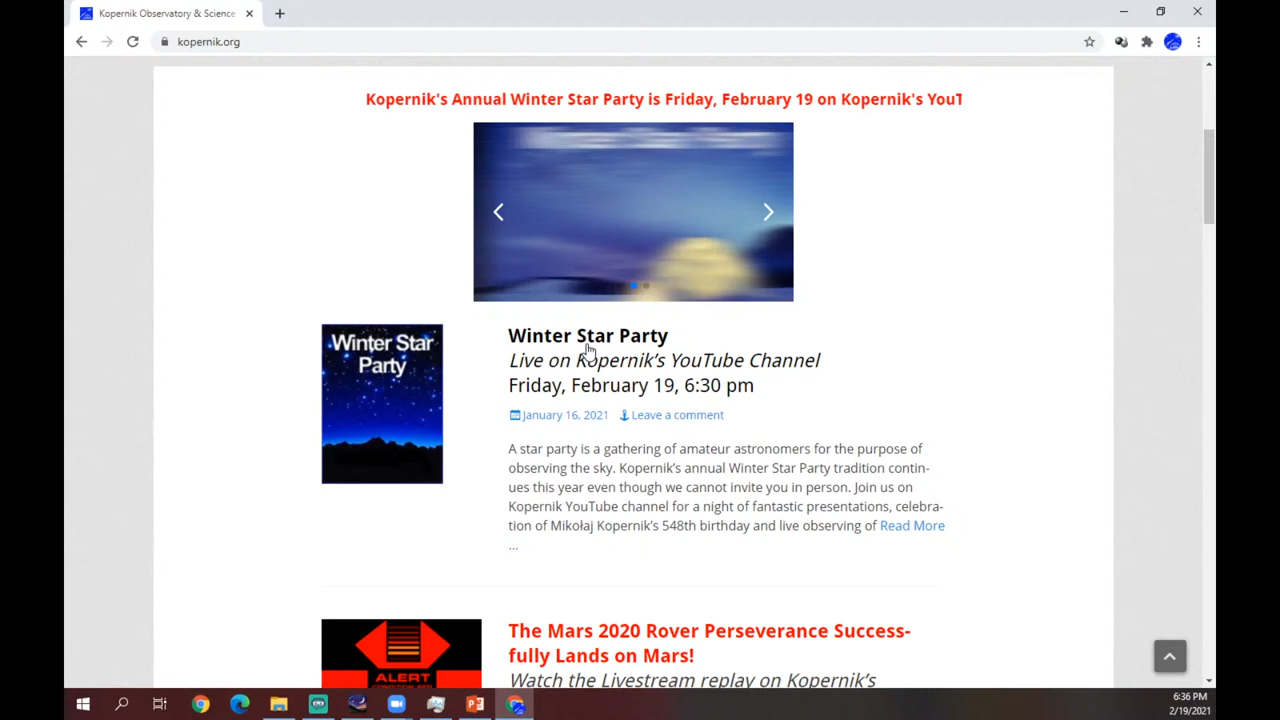 Kopernik Observatory & Science
kopernik.org
Kopernik's Annual Winter Star Party is Friday, February 19 on Kopernik's YouT
Winter Star
Party
Winter Star Party
Live on Kopernik’s YouTube Channel
Friday, February 19, 6:30 pm
January 16, 2021 Leave a comment
A star party is a gathering of amateur astronomers for the purpose of
observing the sky. Kopernik’s annual Winter Star Party tradition contin-
ues this year even though we cannot invite you in person. Join us on
Kopernik YouTube channel for a night of fantastic presentations, celebra-
tion of Mikołaj Kopernik’s 548th birthday and live observing of Read More
...
ALERT
The Mars 2020 Rover Perseverance Success-
fully Lands on Mars!
Watch the Livestream replay on Kopernik’s
6:36 PM
2/19/2021